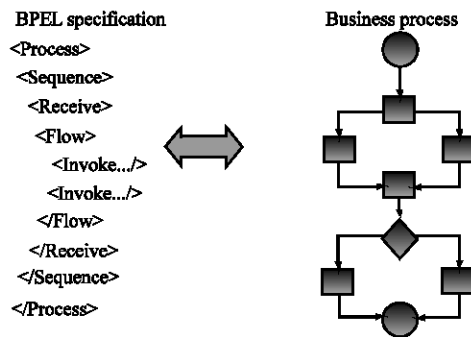 BPEL specification
Business process
<Process>
<Sequence>
<Receive>
<Flow>
<Invoke.../>
<Invoke.../>
</Flow>
</Receive>
</Sequence>
</Process>